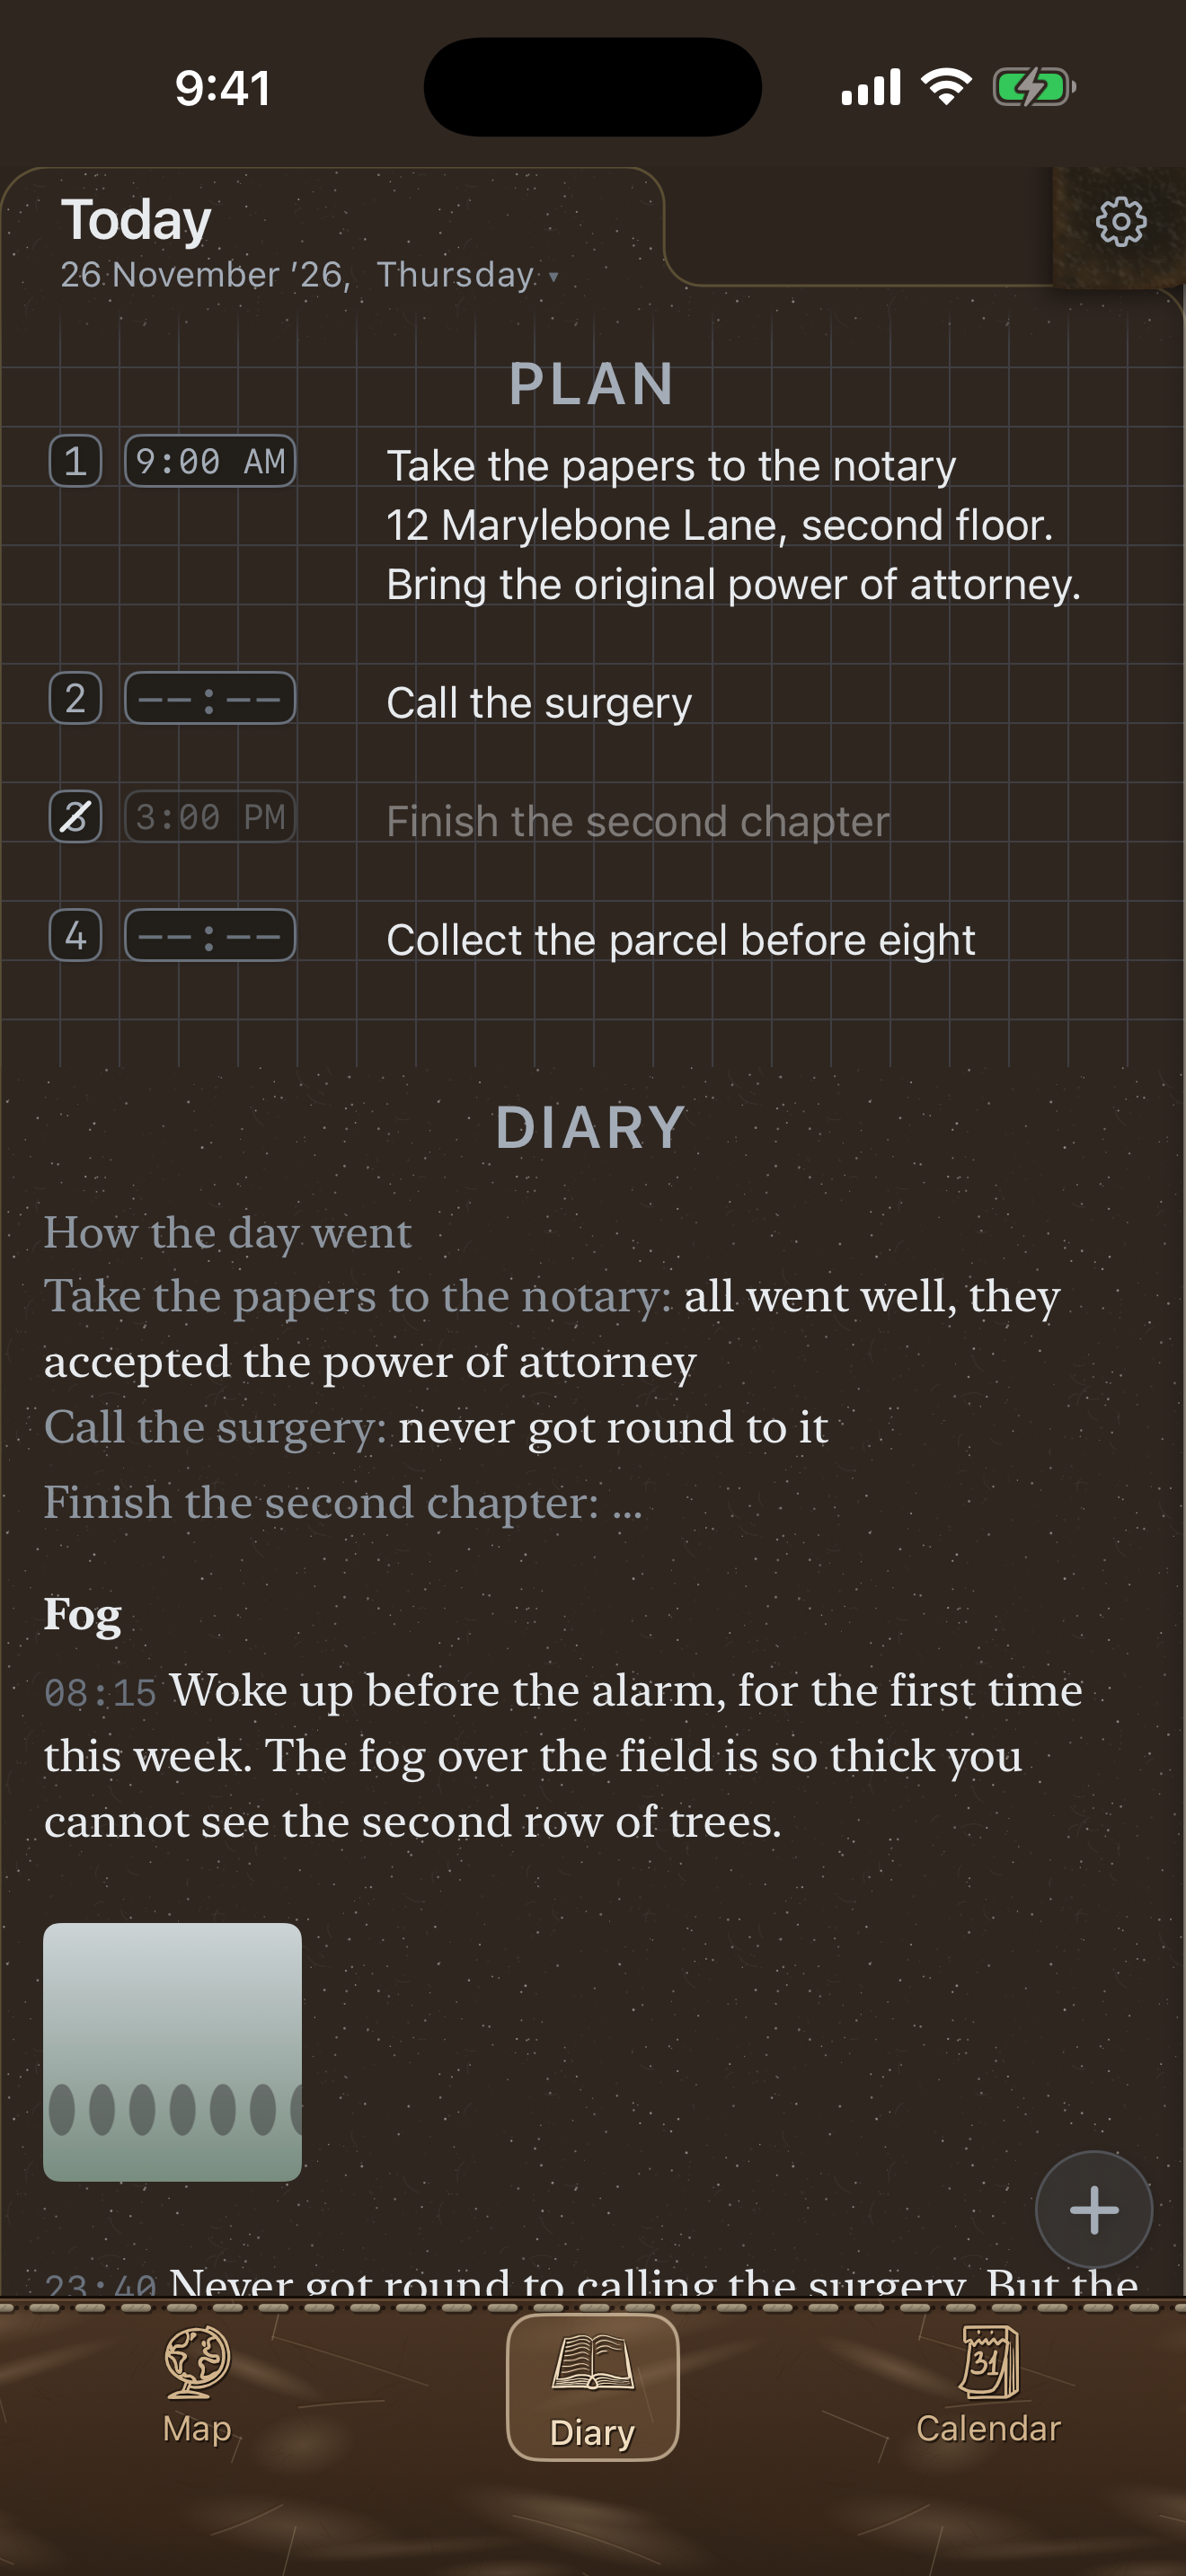 9:41
Today
26 November ’26, Thursday
PLAN
1 9:00 AM Take the papers to the notary
12 Marylebone Lane, second floor.
Bring the original power of attorney.
2 --:-- Call the surgery
3 3:00 PM Finish the second chapter
4 --:-- Collect the parcel before eight
DIARY
How the day went
Take the papers to the notary: all went well, they
accepted the power of attorney
Call the surgery: never got round to it
Finish the second chapter: ...
Fog
08:15 Woke up before the alarm, for the first time
this week. The fog over the field is so thick you
cannot see the second row of trees.
23:40 Never got round to calling the surgery. But the
31
Map
Diary
Calendar